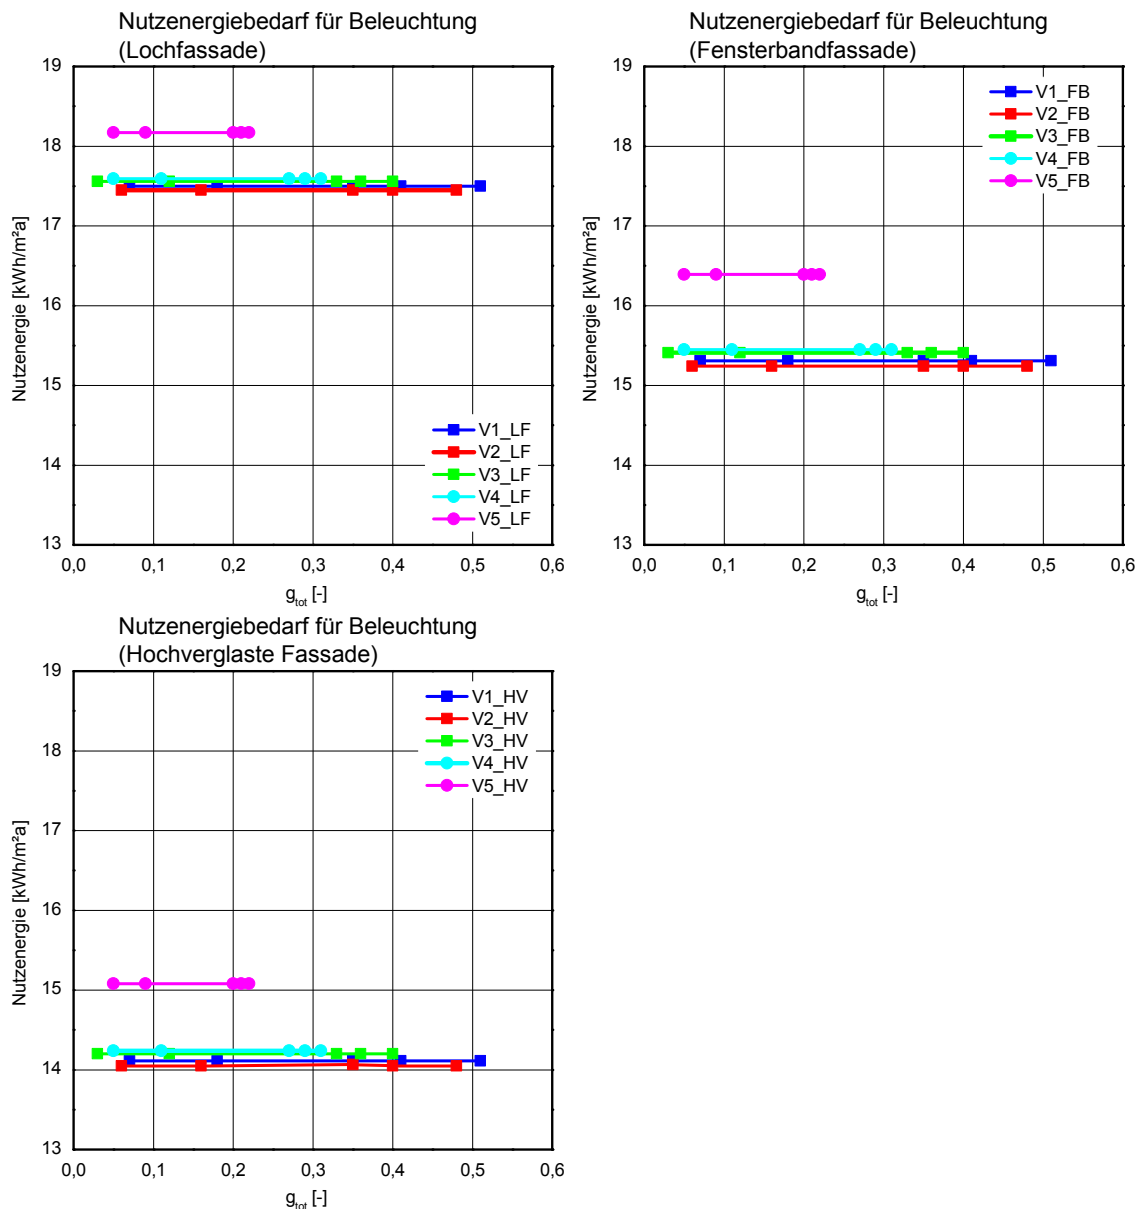 Nutzenergiebedarf für Beleuchtung
(Lochfassade)
19
18
17
16
15
14
13
Nutzenergie [kWh/m²a]
V1_LF
V2_LF
V3_LF
V4_LF
V5_LF
0,0 0,1 0,2 0,3 0,4 0,5 0,6
g_tot [-]
Nutzenergiebedarf für Beleuchtung
(Fensterbandfassade)
19
18
17
16
15
14
13
Nutzenergie [kWh/m²a]
V1_FB
V2_FB
V3_FB
V4_FB
V5_FB
0,0 0,1 0,2 0,3 0,4 0,5 0,6
g_tot [-]
Nutzenergiebedarf für Beleuchtung
(Hochverglaste Fassade)
19
18
17
16
15
14
13
Nutzenergie [kWh/m²a]
V1_HV
V2_HV
V3_HV
V4_HV
V5_HV
0,0 0,1 0,2 0,3 0,4 0,5 0,6
g_tot [-]